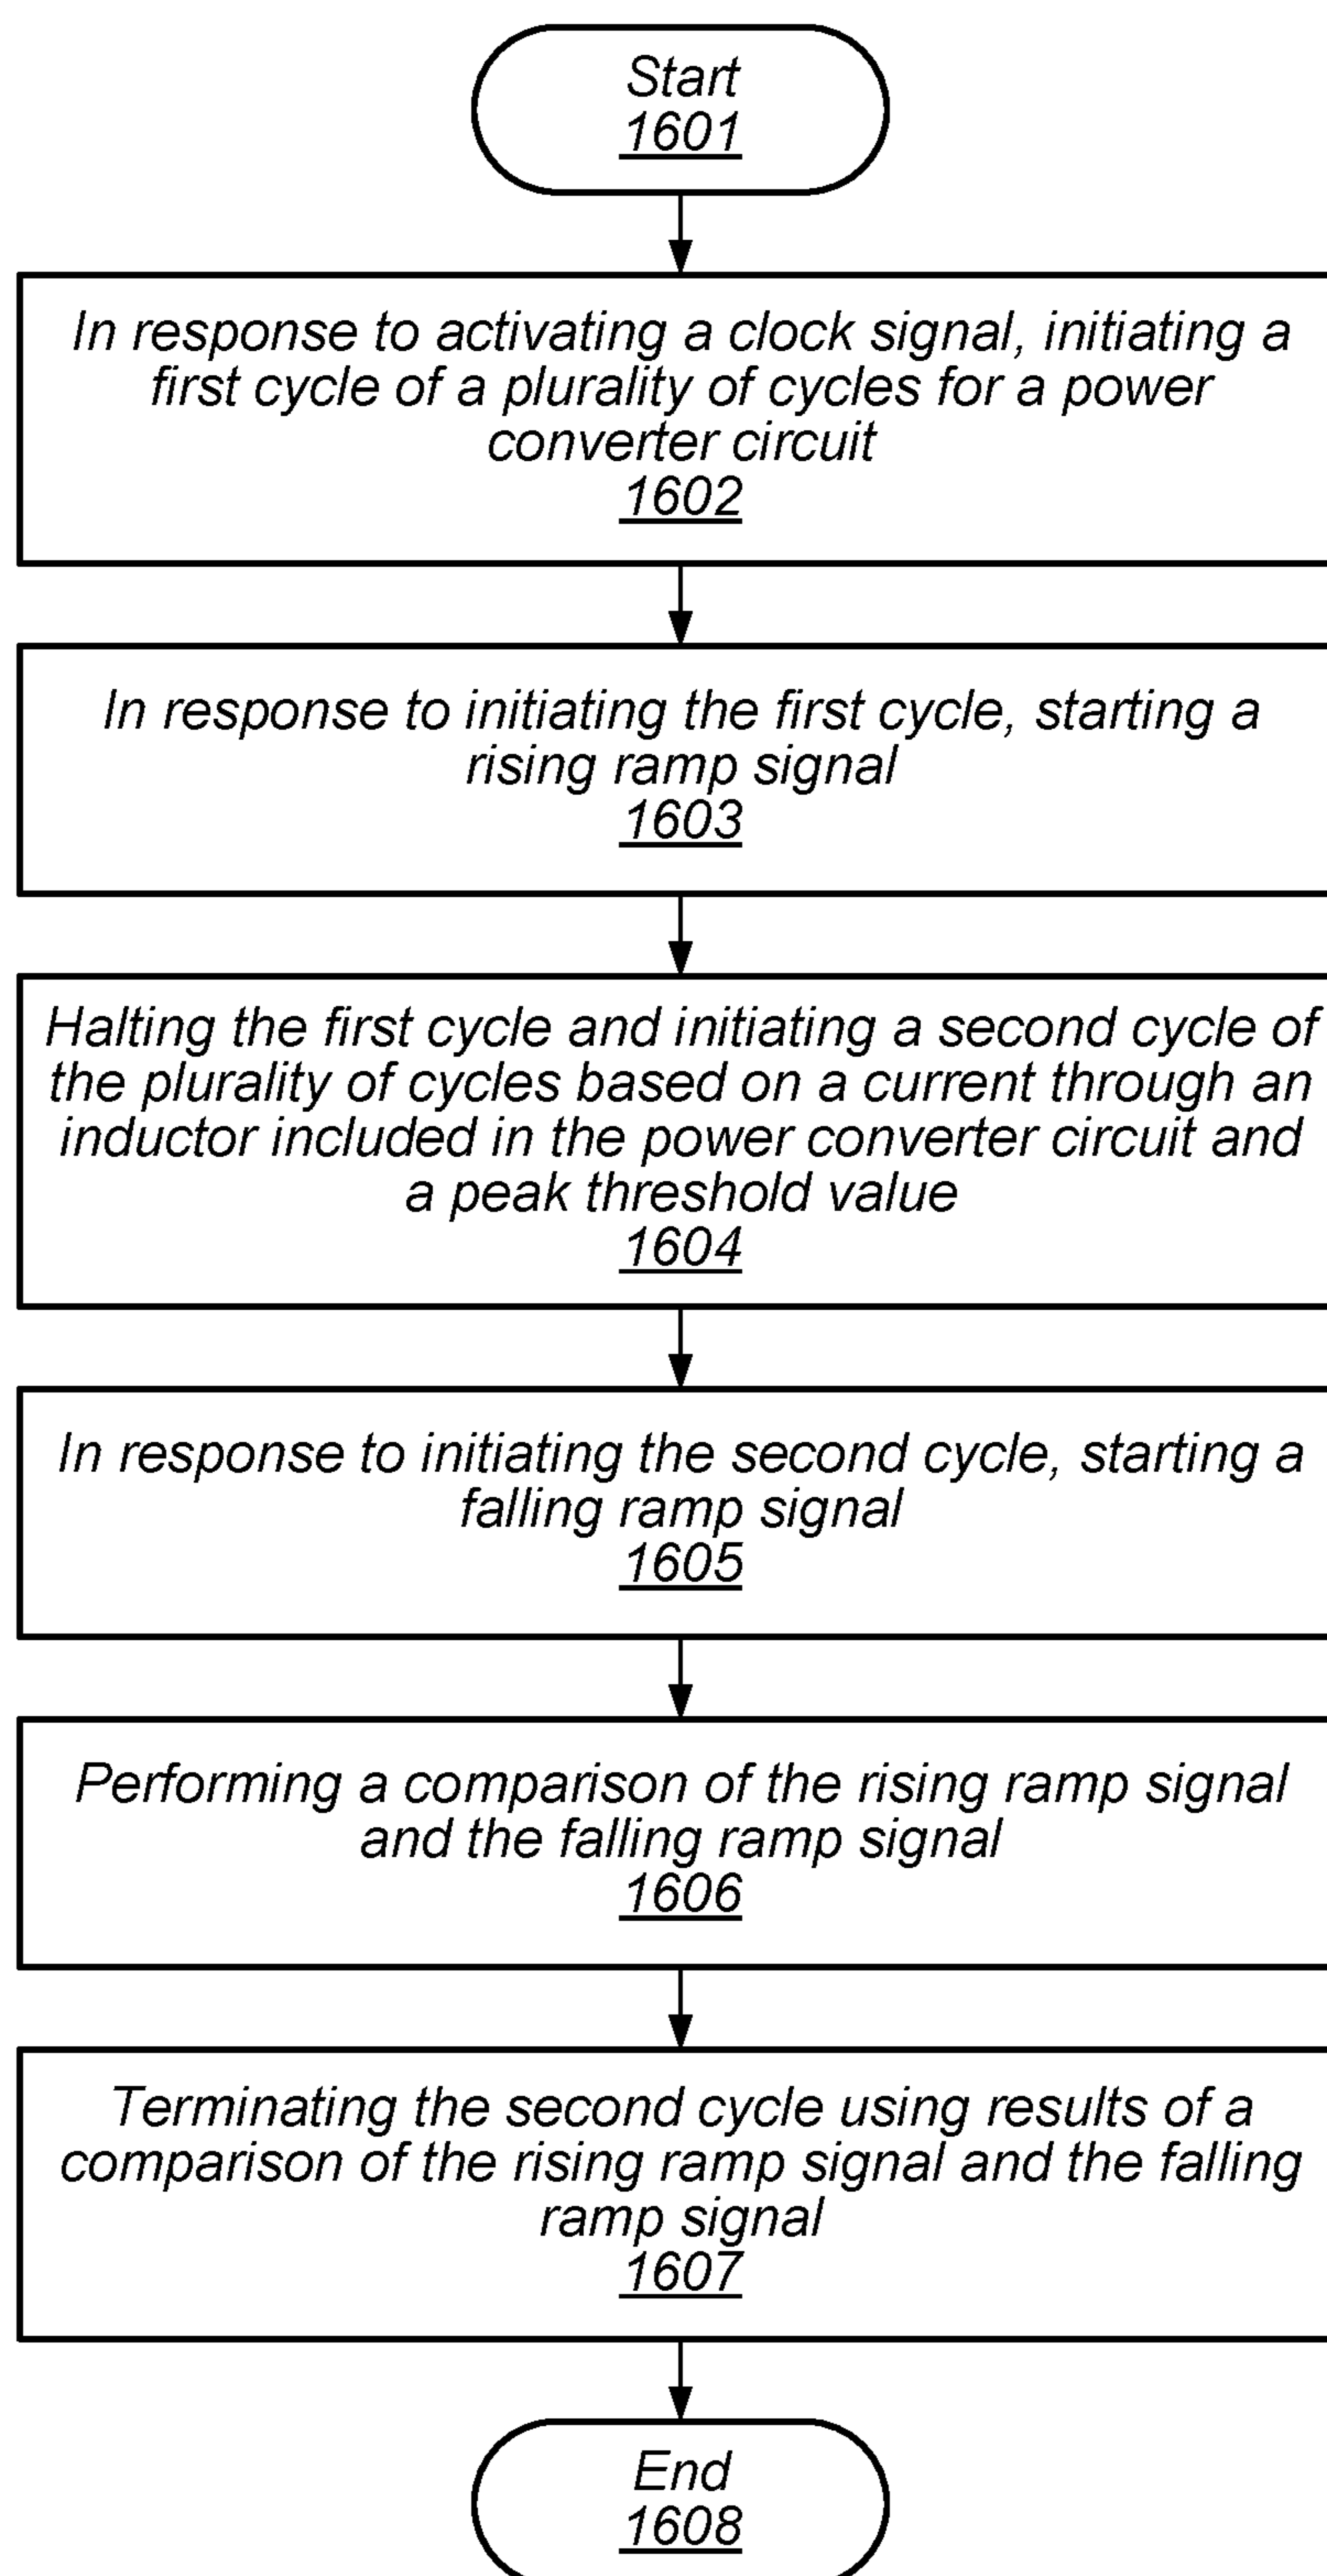 Start
1601
In response to activating a clock signal, initiating a
first cycle of a plurality of cycles for a power
converter circuit
1602
In response to initiating the first cycle, starting a
rising ramp signal
1603
Halting the first cycle and initiating a second cycle of
the plurality of cycles based on a current through an
inductor included in the power converter circuit and
a peak threshold value
1604
In response to initiating the second cycle, starting a
falling ramp signal
1605
Performing a comparison of the rising ramp signal
and the falling ramp signal
1606
Terminating the second cycle using results of a
comparison of the rising ramp signal and the falling
ramp signal
1607
End
1608